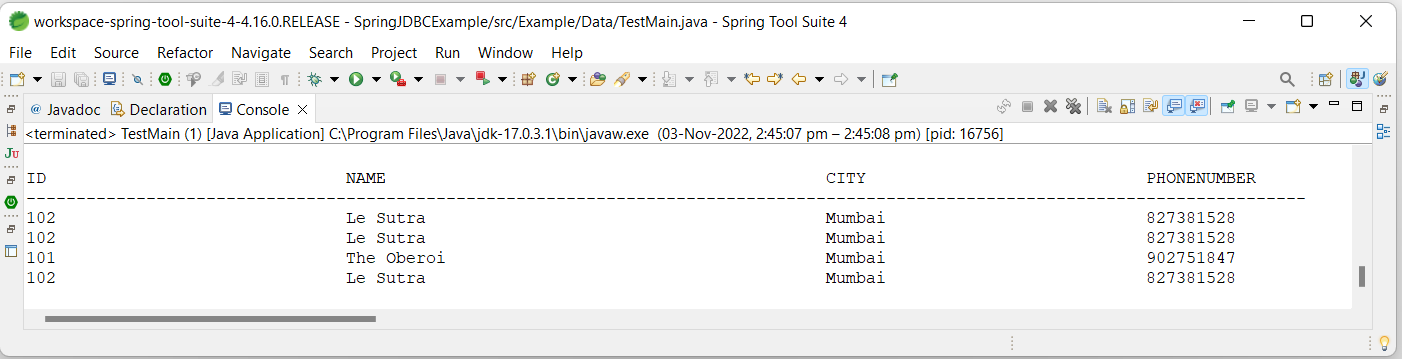 workspace-spring-tool-suite-4-4.16.0.RELEASE - SpringJDBCExample/src/Example/Data/TestMain.java - Spring Tool Suite 4
File Edit Source Refactor Navigate Search Project Run Window Help
@ Javadoc Declaration Console
<terminated> TestMain (1) [Java Application] C:\Program Files\Java\jdk-17.0.3.1\bin\javaw.exe (03-Nov-2022, 2:45:07 pm – 2:45:08 pm) [pid: 16756]
JU
ID NAME CITY PHONENUMBER
--------------------------------------------------------------------------------------------------------------------------------
102 Le Sutra Mumbai 827381528
102 Le Sutra Mumbai 827381528
101 The Oberoi Mumbai 902751847
102 Le Sutra Mumbai 827381528